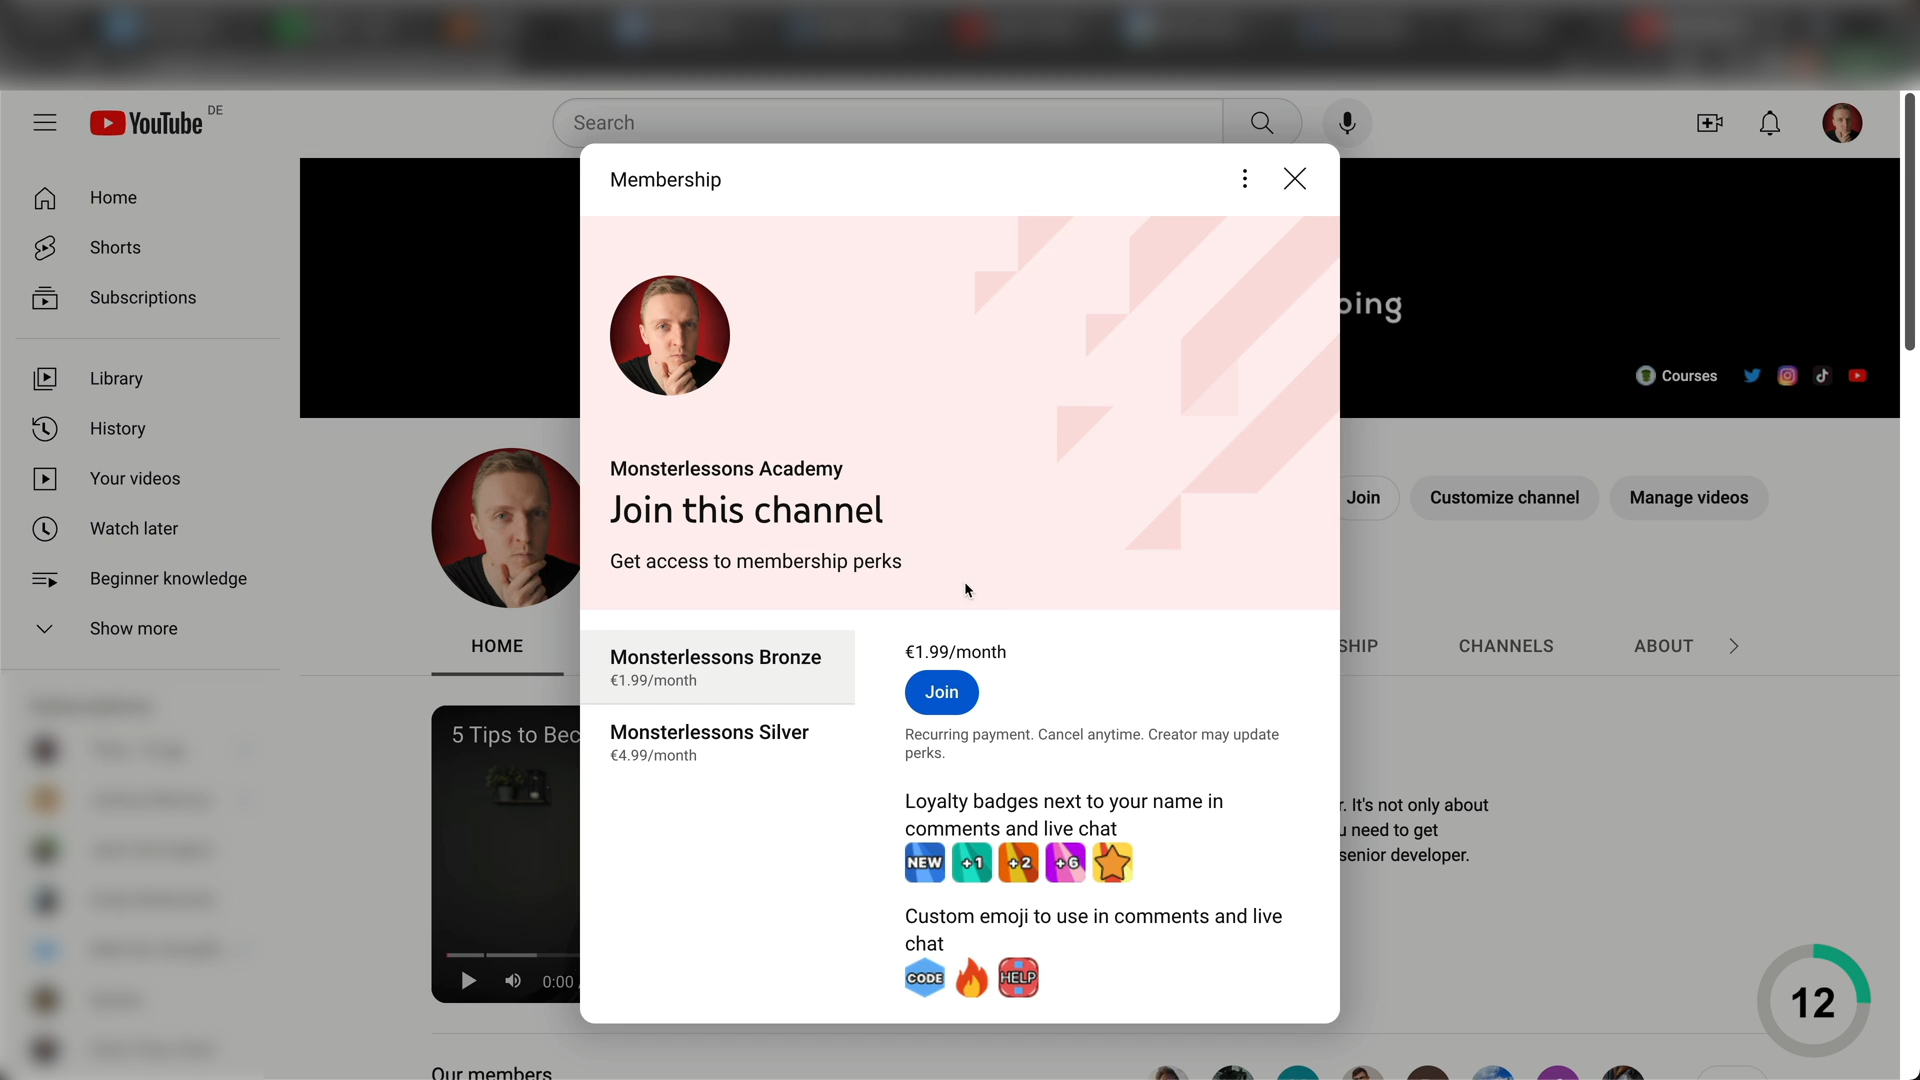 YouTube DE
Search
Home
Shorts
Subscriptions
Library
History
Your videos
Watch later
Beginner knowledge
Show more
Membership
Monsterlessons Academy
Join this channel
Get access to membership perks
Monsterlessons Bronze
€1.99/month
Monsterlessons Silver
€4.99/month
€1.99/month
Join
Recurring payment. Cancel anytime. Creator may update
perks.
Loyalty badges next to your name in
comments and live chat
NEW +1 +2 +6
Custom emoji to use in comments and live
chat
CODE HELP
ping
Courses
Join Customize channel Manage videos
HOME
SHIP CHANNELS ABOUT
5 Tips to Bec
0:00
r. It's not only about
u need to get
senior developer.
12
Our members